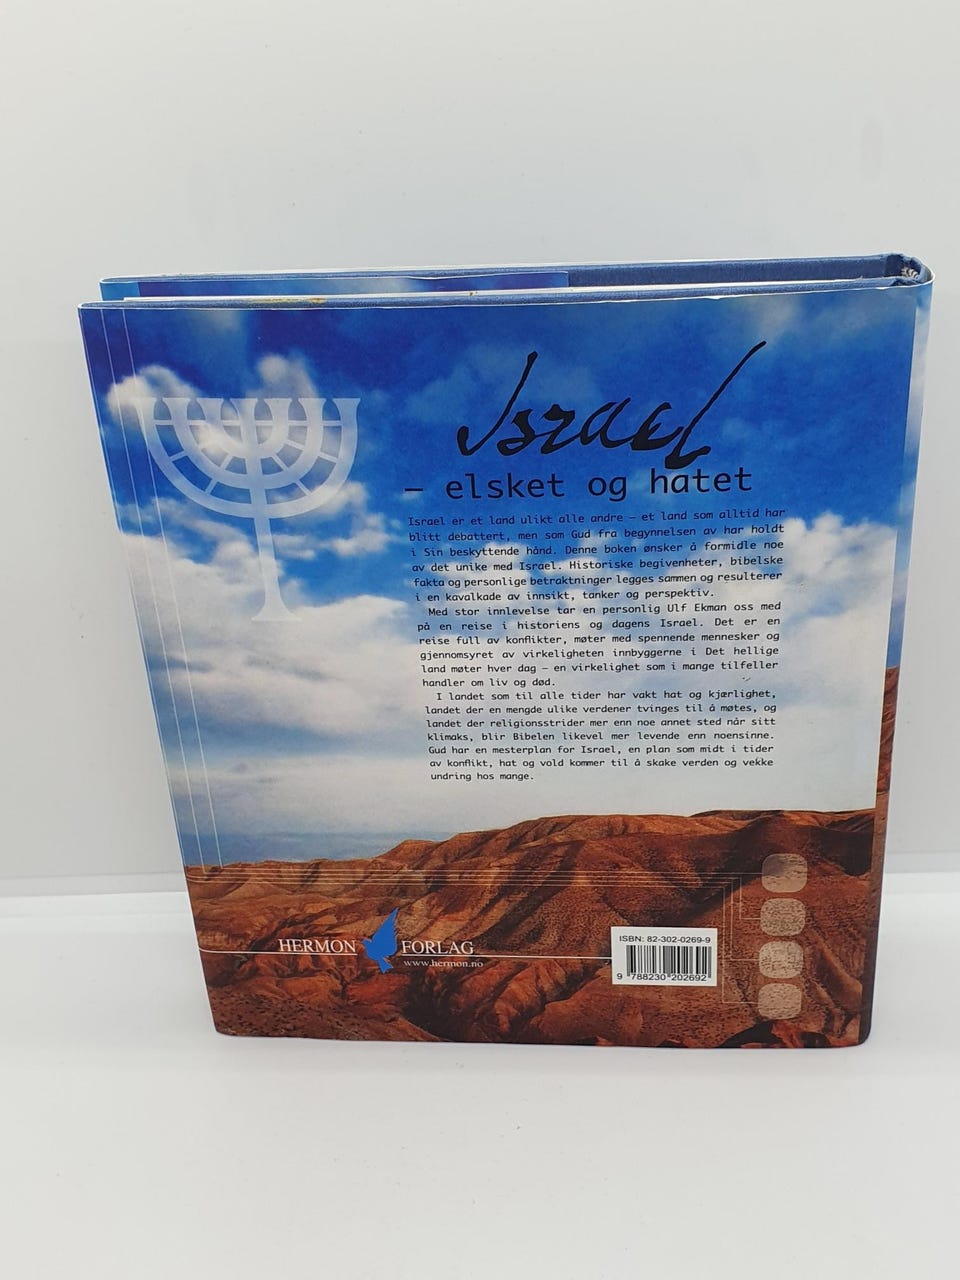 Israel
– elsket og hatet
Israel er et land ulikt alle andre – et land som alltid har
blitt debattert, men som Gud fra begynnelsen av har holdt
i Sin beskyttende hånd. Denne boken ønsker å formidle noe
av det unike med Israel. Historiske begivenheter, bibelske
fakta og personlige betraktninger legges sammen og resulterer
i en kavalkade av innsikt, tanker og perspektiv.
Med stor innlevelse tar en personlig Ulf Ekman oss med
på en reise i historiens og dagens Israel. Det er en
reise full av konflikter, møter med spennende mennesker og
gjennomsyret av virkeligheten innbyggerne i Det hellige
land møter hver dag – en virkelighet som i mange tilfeller
handler om liv og død.
I landet som til alle tider har vakt hat og kjærlighet,
landet der en mengde ulike verdener tvinges til å møtes, og
landet der religionsstrider mer enn noe annet sted når sitt
klimaks, blir Bibelen likevel mer levende enn noensinne.
Gud har en mesterplan for Israel, en plan som midt i tider
av konflikt, hat og vold kommer til å skake verden og vekke
undring hos mange.
HERMON FORLAG
www.hermon.no
ISBN: 82-302-0269-9
9 788230 202692